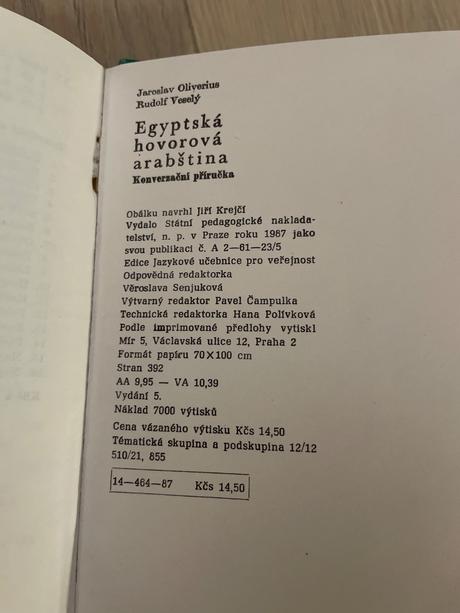 Jaroslav Oliverius
Rudolf Veselý
Egyptská
hovorová
arabština
Konverzační příručka
Obálku navrhl Jiří Krejčí
Vydalo Státní pedagogické naklada-
telství, n. p. v Praze roku 1987 jako
svou publikaci č. A 2—61—23/5
Edice Jazykové učebnice pro veřejnost
Odpovědná redaktorka
Věroslava Senjuková
Výtvarný redaktor Pavel Čampulka
Technická redaktorka Hana Polívková
Podle imprimované předlohy vytiskl
Mír 5, Václavská ulice 12, Praha 2
Formát papíru 70×100 cm
Stran 392
AA 9,95 — VA 10,39
Vydání 5.
Náklad 7000 výtisků
Cena vázaného výtisku Kčs 14,50
Tématická skupina a podskupina 12/12
510/21, 855
14—464—87 Kčs 14,50